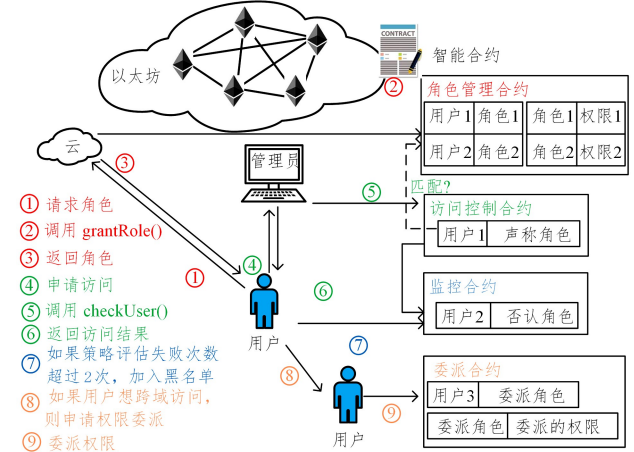 CONTRACT
以太坊
智能合约
②
角色管理合约
用户1 角色1 角色1 权限1
用户2 角色2 角色2 权限2
云
③
管理员
⑤
匹配?
访问控制合约
用户1 声称角色
① 请求角色
② 调用 grantRole()
③ 返回角色
④ 申请访问
⑤ 调用 checkUser()
⑥ 返回访问结果
⑦ 如果策略评估失败次数
超过2次，加入黑名单
⑧ 如果用户想跨域访问，
则申请权限委派
⑨ 委派权限
①
④
⑥
用户
监控合约
用户2 否认角色
⑦
⑧
用户
⑨
委派合约
用户3 委派角色
委派角色 委派的权限